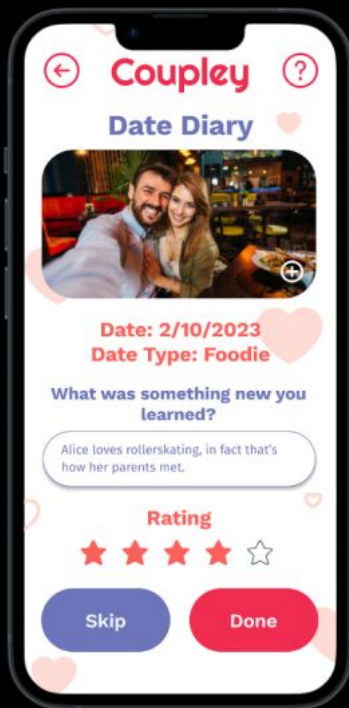 Coupley
Date Diary
Date: 2/10/2023
Date Type: Foodie
What was something new you
learned?
Alice loves rollerskating, in fact that's
how her parents met.
Rating
Skip
Done